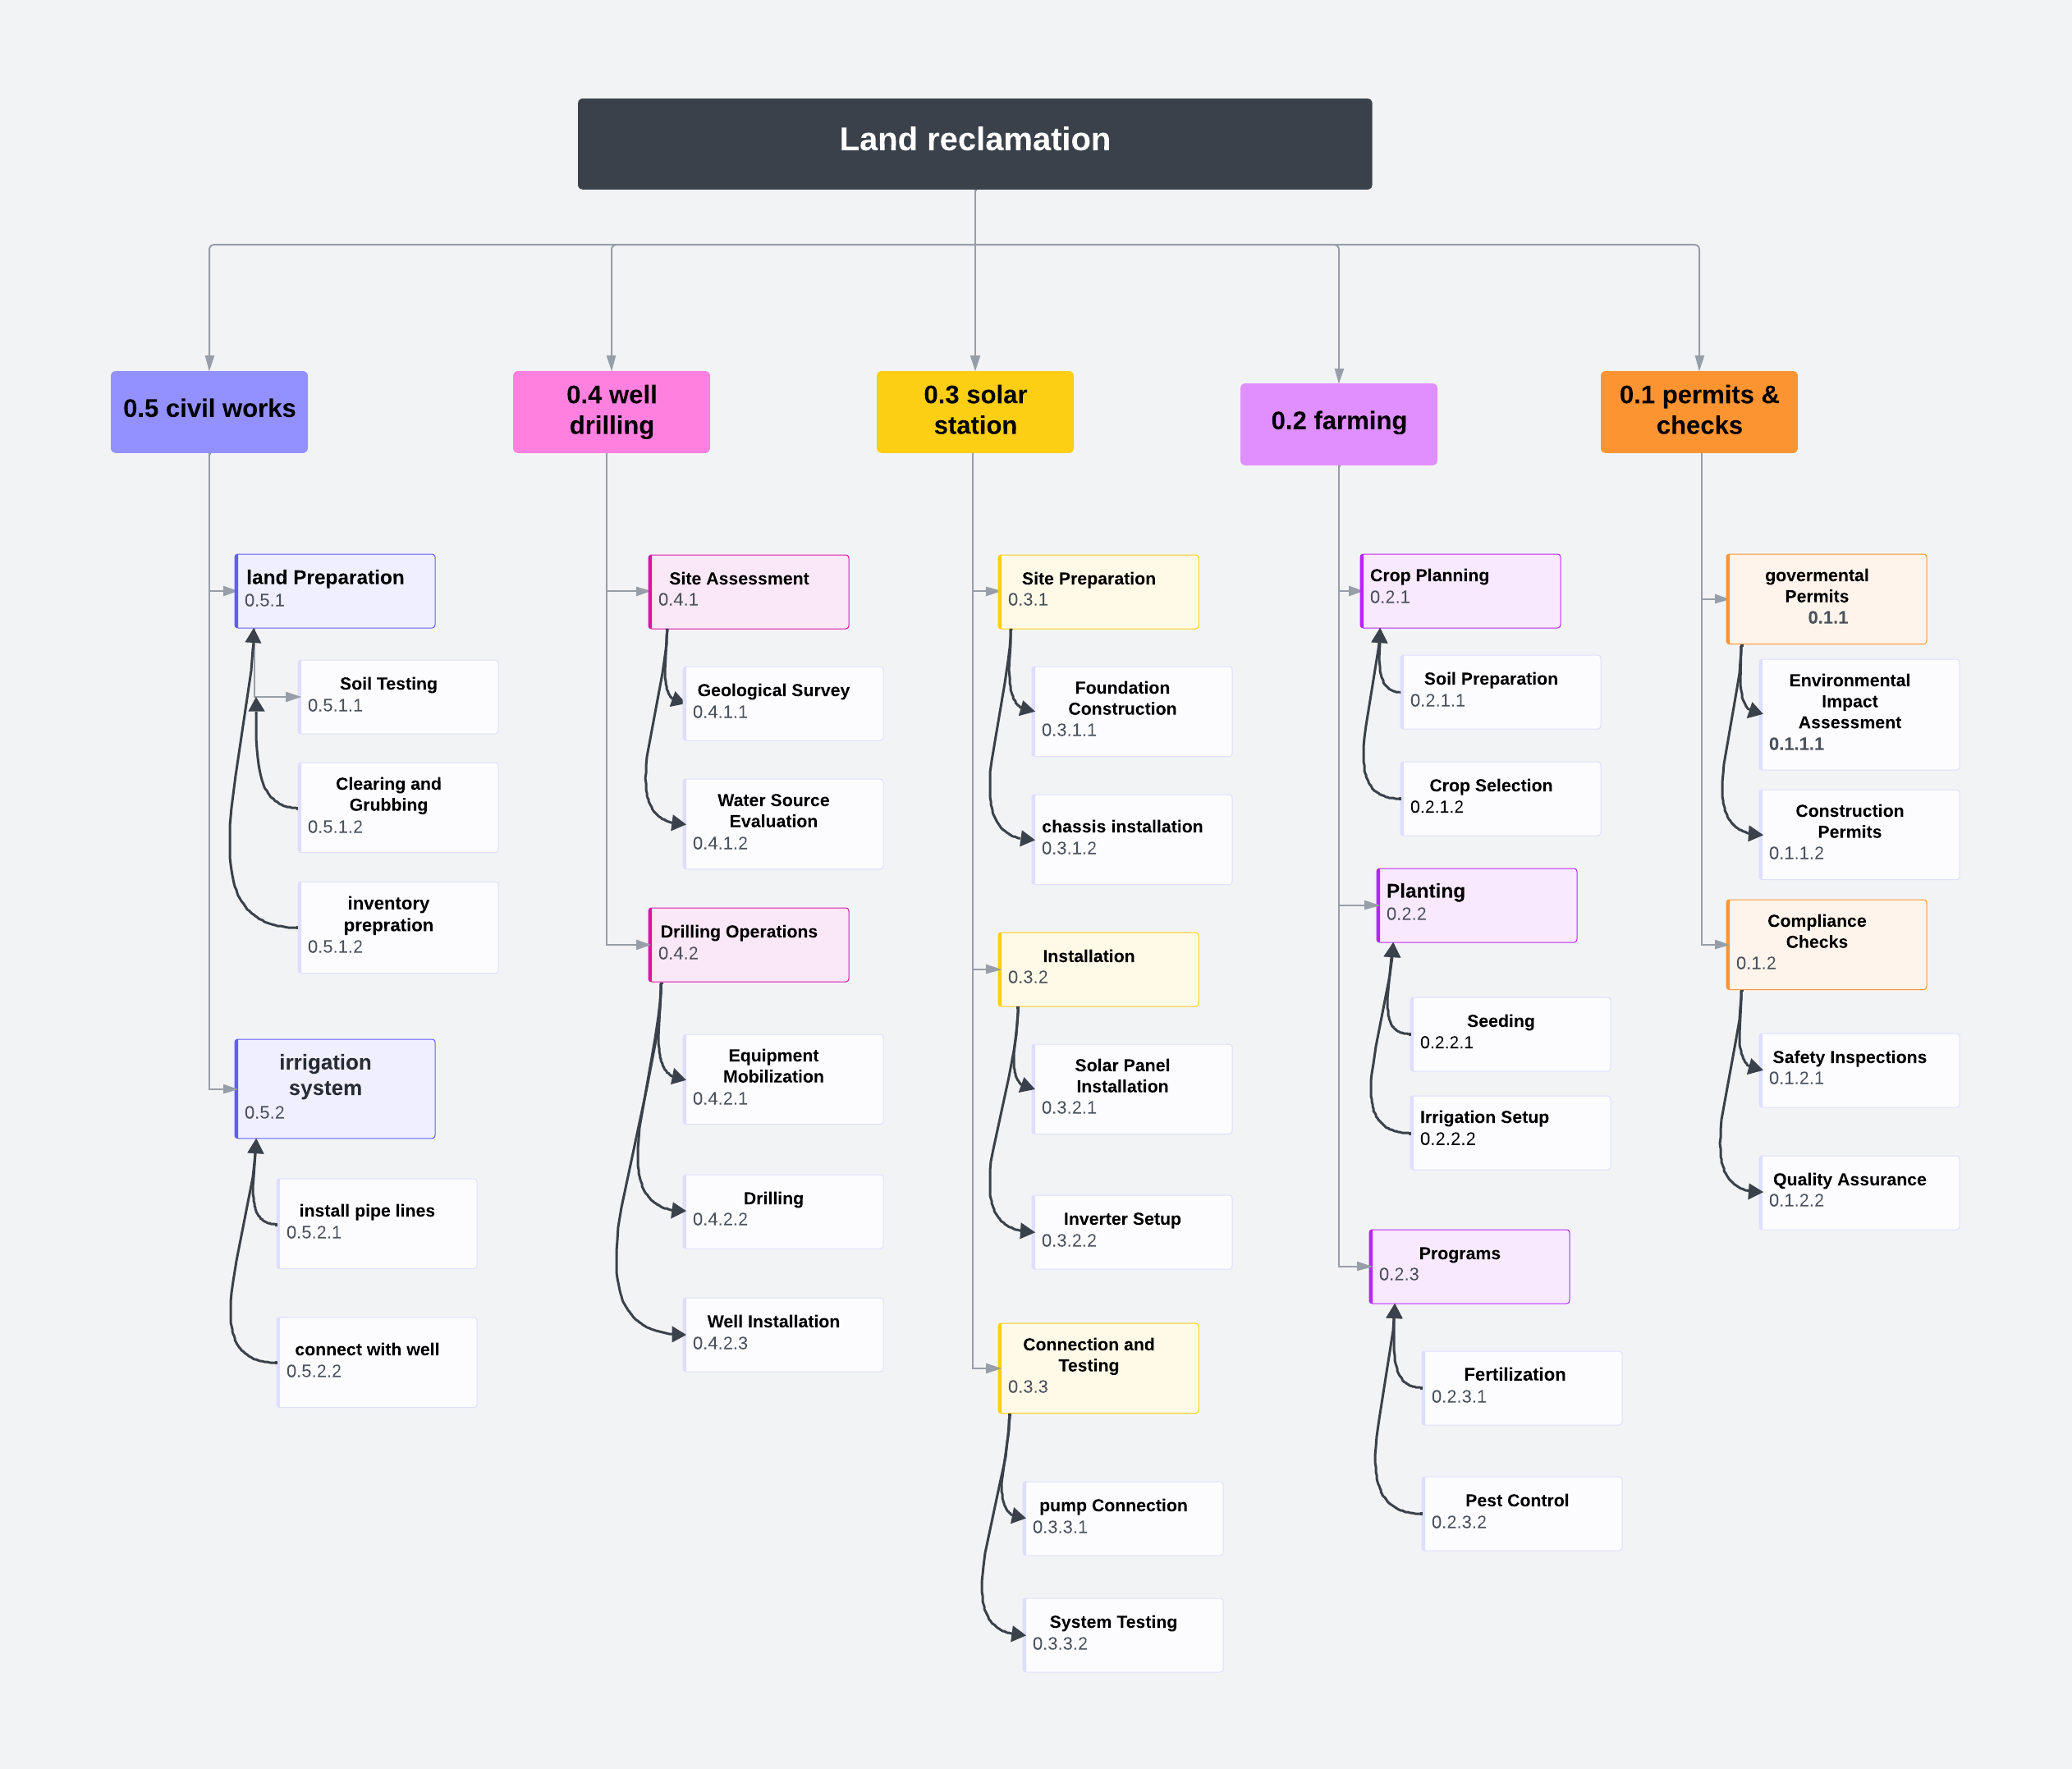 Land reclamation
0.5 civil works
land Preparation
0.5.1
Soil Testing
0.5.1.1
Clearing and
Grubbing
0.5.1.2
inventory
prepration
0.5.1.2
irrigation
system
0.5.2
install pipe lines
0.5.2.1
connect with well
0.5.2.2
0.4 well
drilling
Site Assessment
0.4.1
Geological Survey
0.4.1.1
Water Source
Evaluation
0.4.1.2
Drilling Operations
0.4.2
Equipment
Mobilization
0.4.2.1
Drilling
0.4.2.2
Well Installation
0.4.2.3
0.3 solar
station
Site Preparation
0.3.1
Foundation
Construction
0.3.1.1
chassis installation
0.3.1.2
Installation
0.3.2
Solar Panel
Installation
0.3.2.1
Inverter Setup
0.3.2.2
Connection and
Testing
0.3.3
pump Connection
0.3.3.1
System Testing
0.3.3.2
0.2 farming
Crop Planning
0.2.1
Soil Preparation
0.2.1.1
Crop Selection
0.2.1.2
Planting
0.2.2
Seeding
0.2.2.1
Irrigation Setup
0.2.2.2
Programs
0.2.3
Fertilization
0.2.3.1
Pest Control
0.2.3.2
0.1 permits &
checks
govermental
Permits
0.1.1
Environmental
Impact
Assessment
0.1.1.1
Construction
Permits
0.1.1.2
Compliance
Checks
0.1.2
Safety Inspections
0.1.2.1
Quality Assurance
0.1.2.2